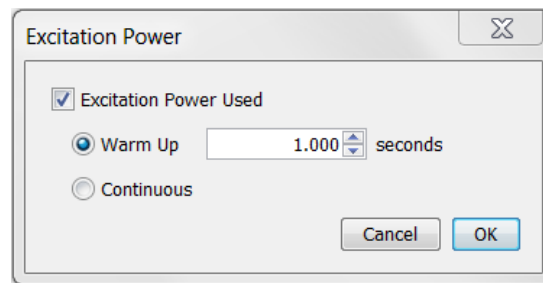 Excitation Power
Excitation Power Used
Warm Up 1.000 seconds
Continuous
Cancel OK